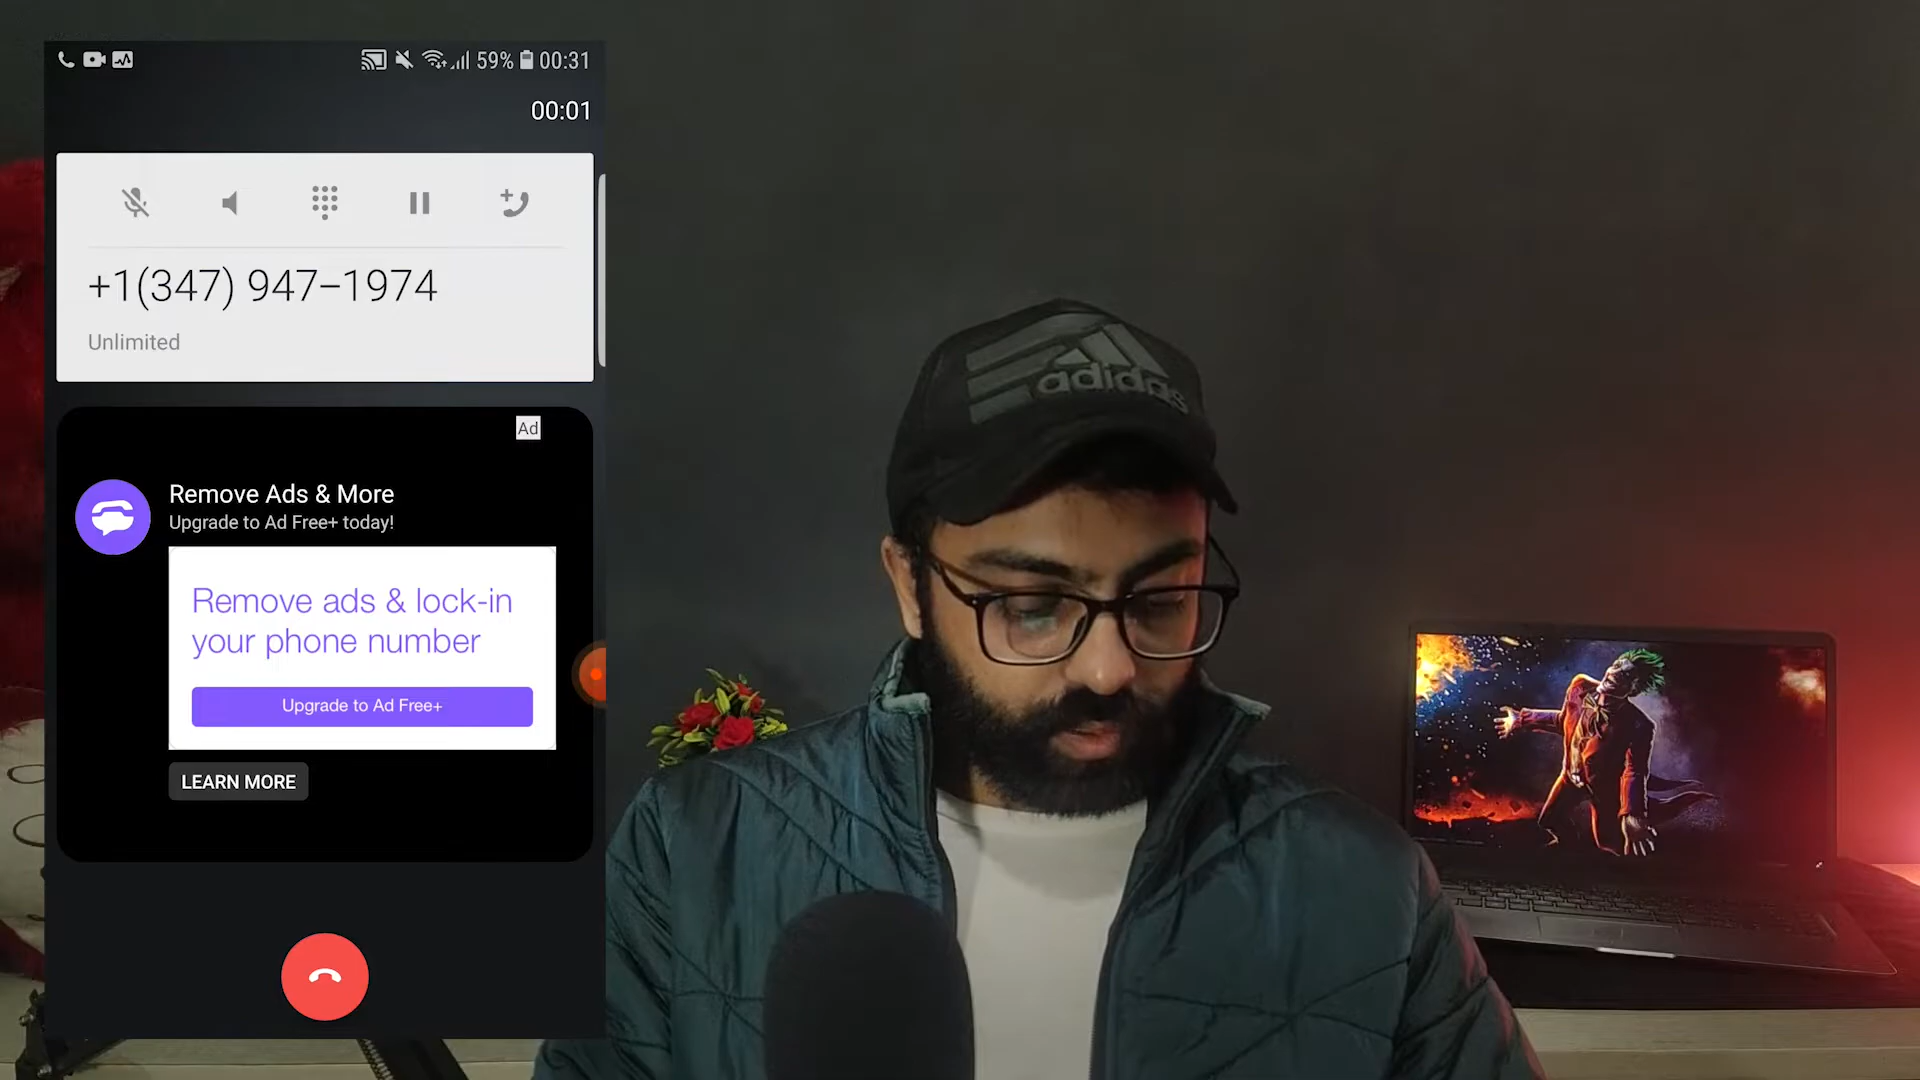 59% 00:31
00:01
+1(347) 947-1974
Unlimited
Ad
Remove Ads & More
Upgrade to Ad Free+ today!
Remove ads & lock-in
your phone number
Upgrade to Ad Free+
LEARN MORE
adidas